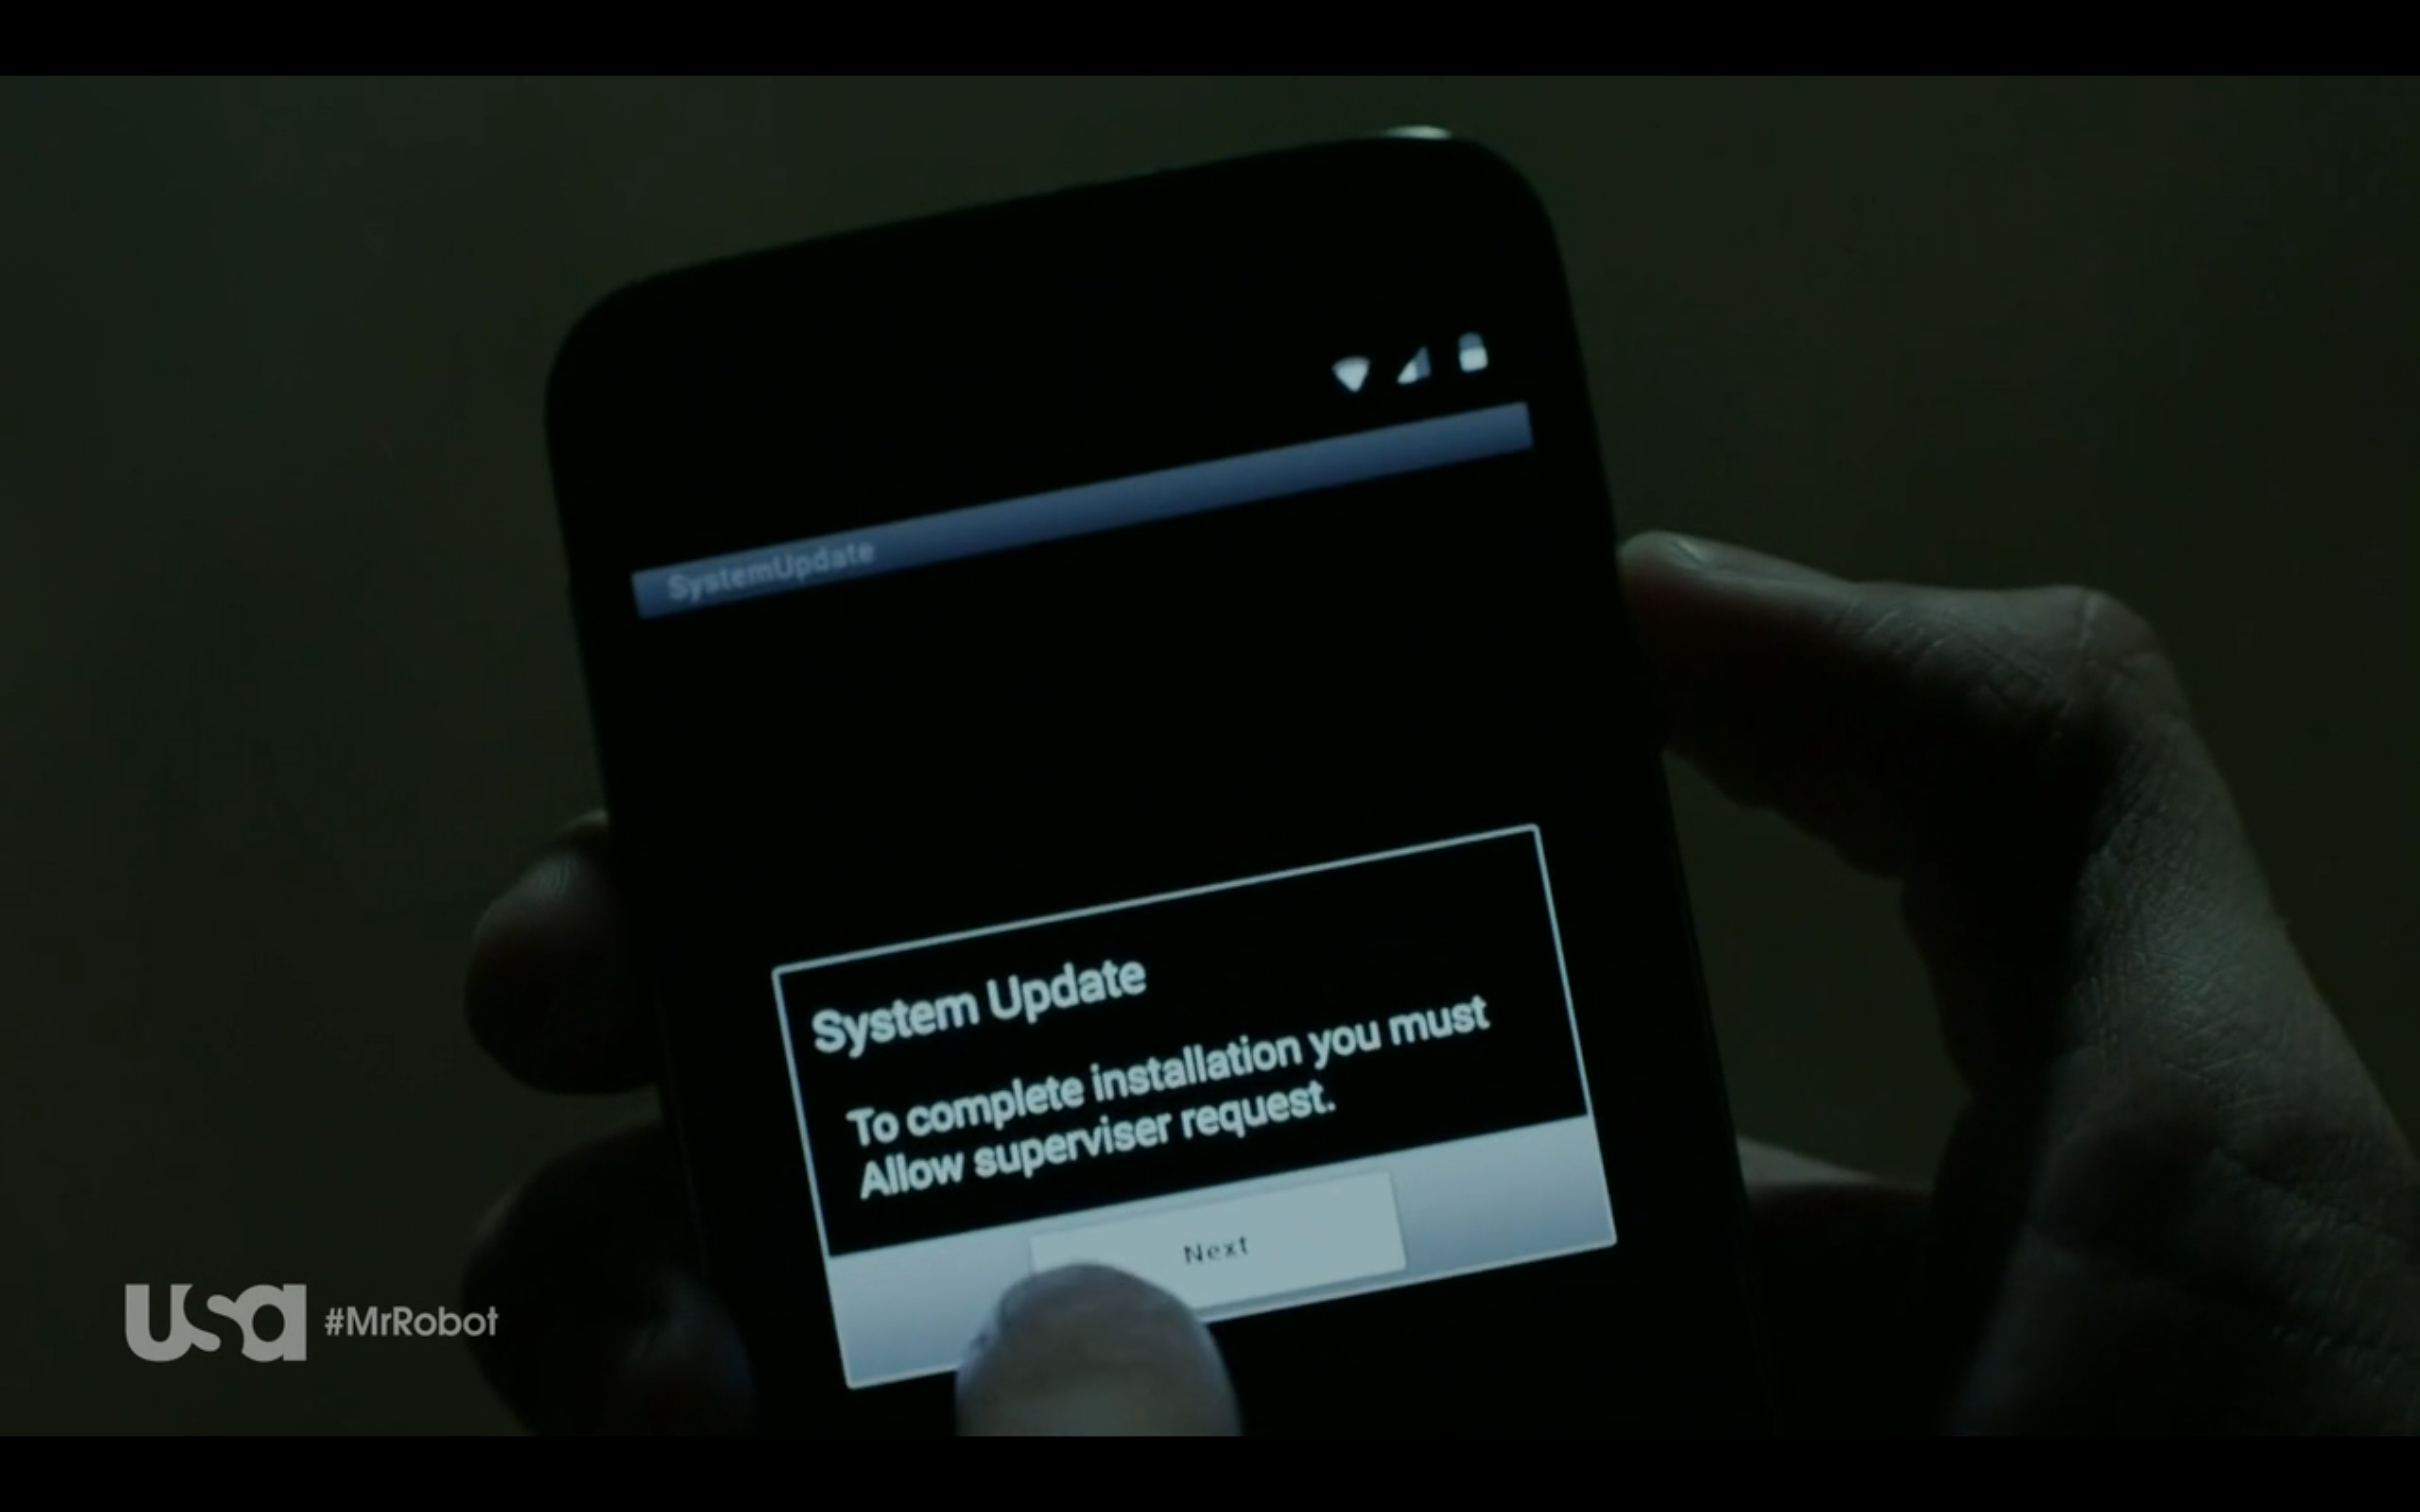 SystemUpdate
System Update
To complete installation you must
Allow superviser request.
Next
usa #MrRobot